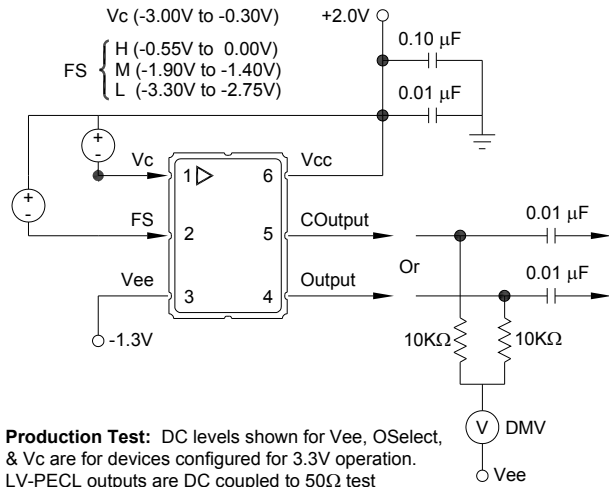 Vc (-3.00V to -0.30V)
+2.0V
FS { H (-0.55V to 0.00V)
M (-1.90V to -1.40V)
L (-3.30V to -2.75V)
0.10 μF
0.01 μF
+
-
Vc
1
6
Vcc
+
-
FS
2
5
COutput
0.01 μF
Or
Vee
3
4
Output
0.01 μF
-1.3V
10KΩ
10KΩ
V
DMV
Vee
Production Test: DC levels shown for Vee, OSelect,
& Vc are for devices configured for 3.3V operation.
LV-PECL outputs are DC coupled to 50Ω test